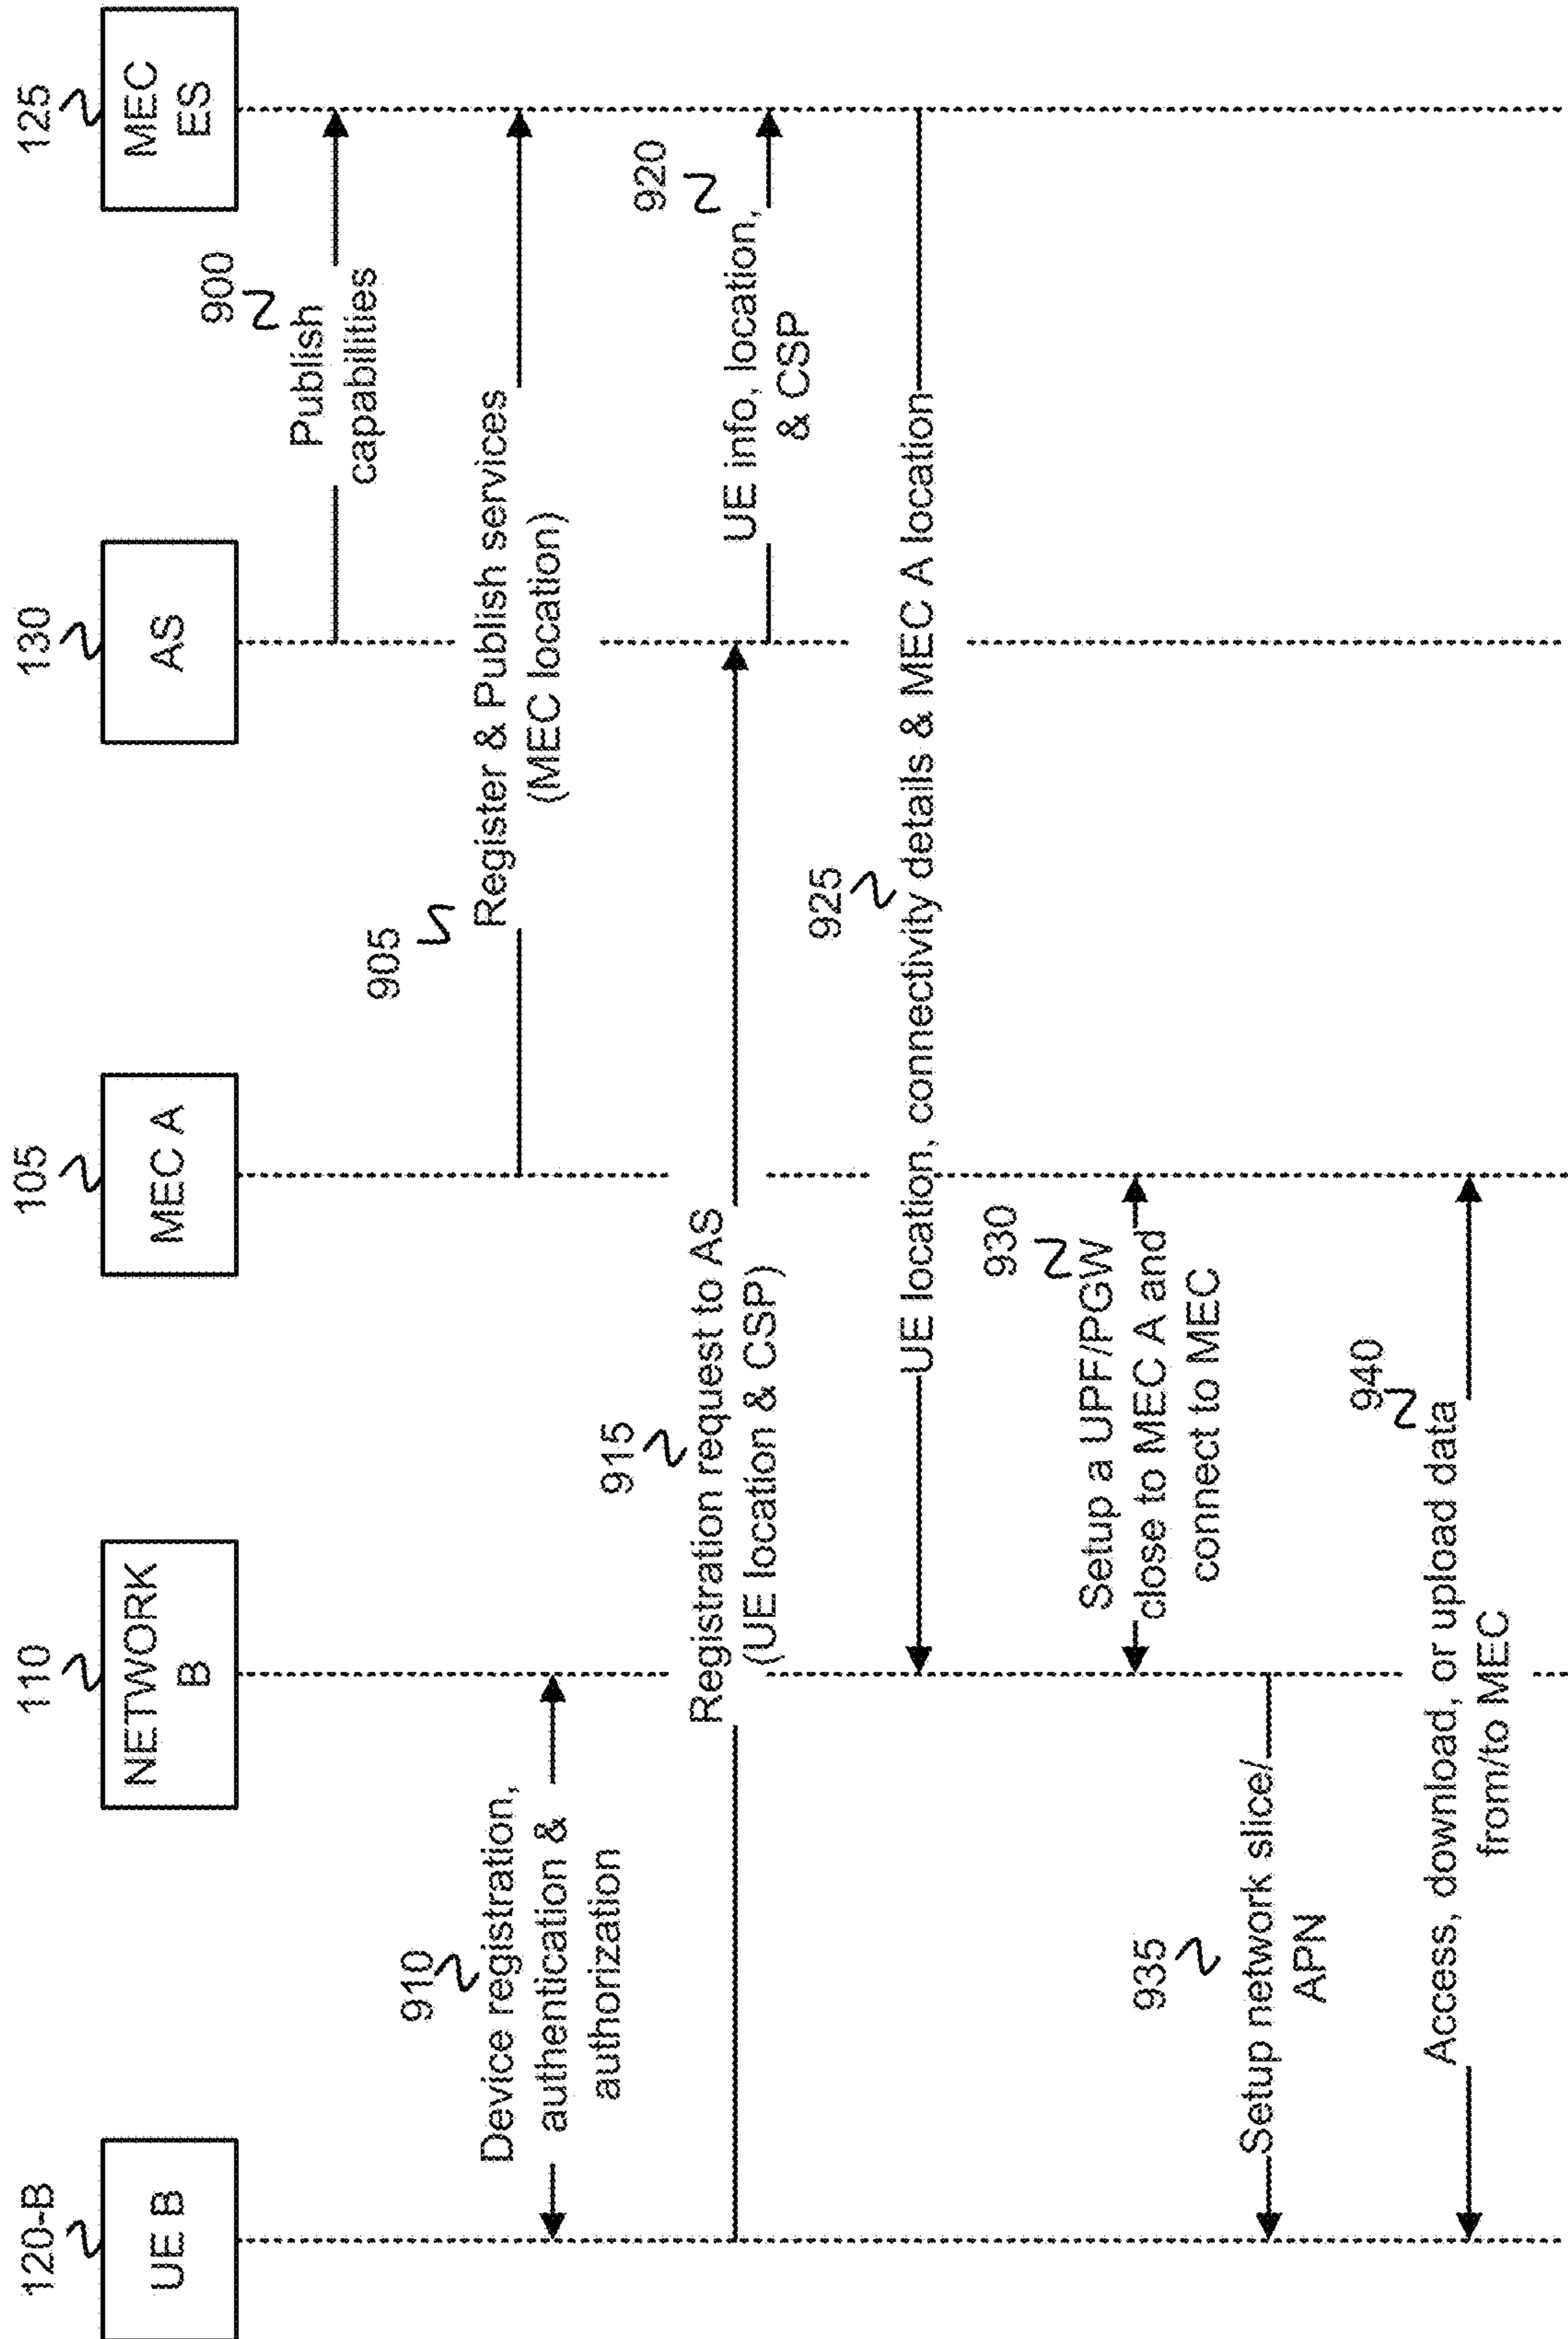 120-B
UE B
110
NETWORK
B
105
MEC A
130
AS
125
MEC
ES
900
Publish
capabilities
905
Register & Publish services
(MEC location)
910
Device registration,
authentication &
authorization
915
Registration request to AS
(UE location & CSP)
920
UE info, location,
& CSP
925
UE location, connectivity details & MEC A location
930
Setup a UPF/PGW
close to MEC A and
connect to MEC
935
Setup network slice/
APN
940
Access, download, or upload data
from/to MEC